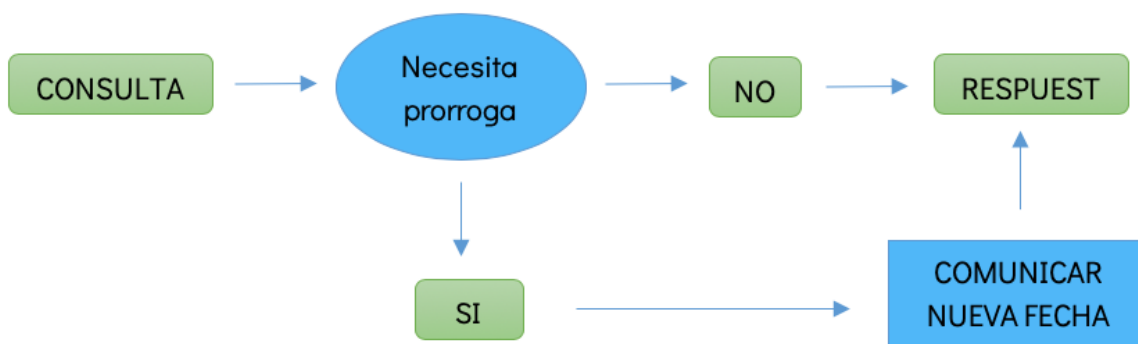 CONSULTA
Necesita
prorroga
NO
RESPUEST
SI
COMUNICAR
NUEVA FECHA